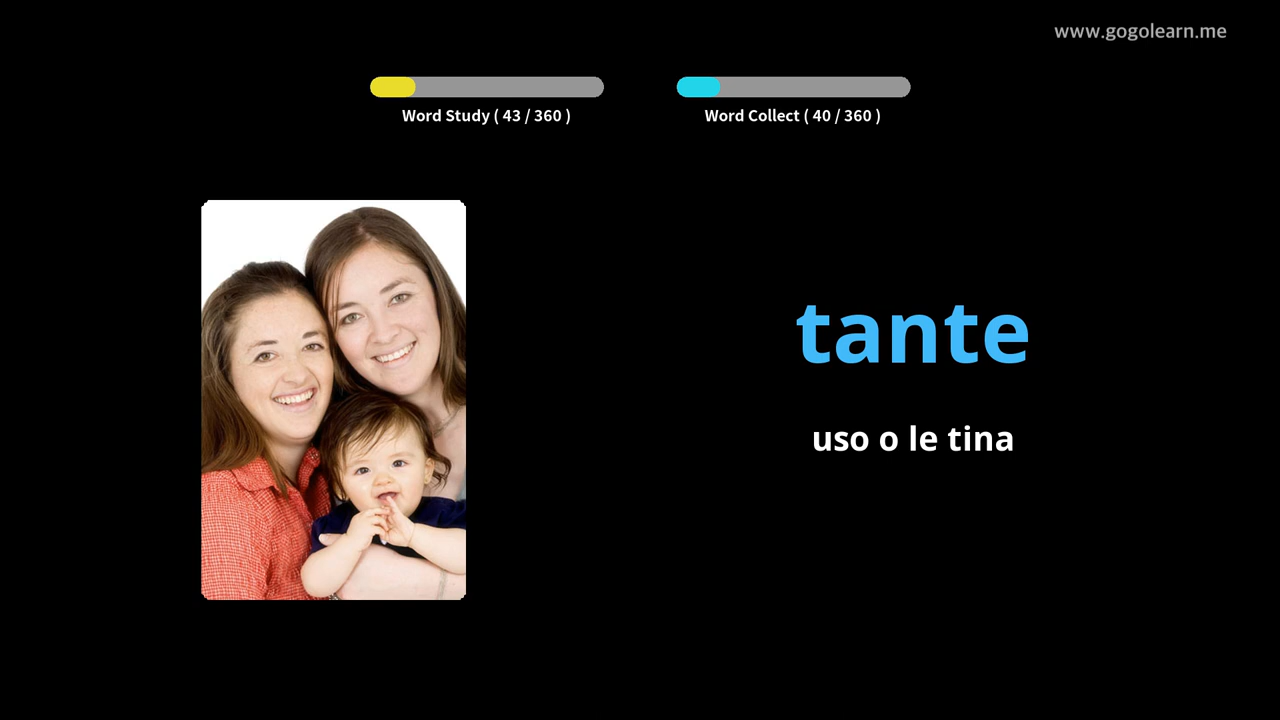 www.gogolearn.me
Word Study ( 43 / 360 )
Word Collect ( 40 / 360 )
tante
uso o le tina